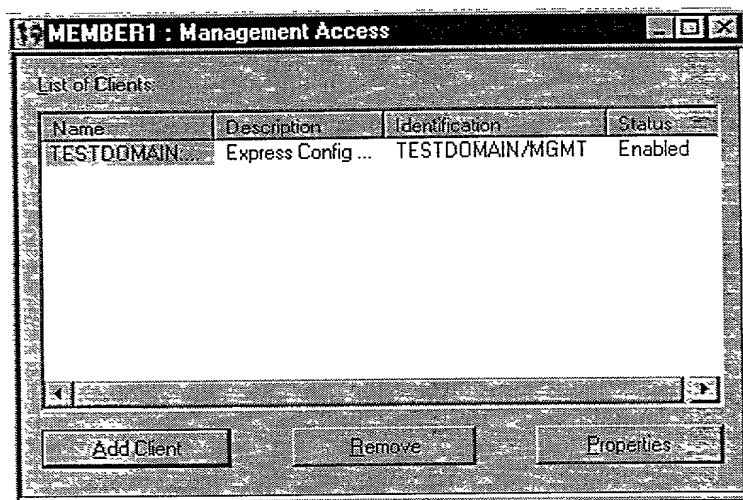 MEMBER1 : Management Access
List of Clients:
Name Description Identification Status
TESTDOMAIN.... Express Config ... TESTDOMAIN/MGMT Enabled
Add Client Remove Properties